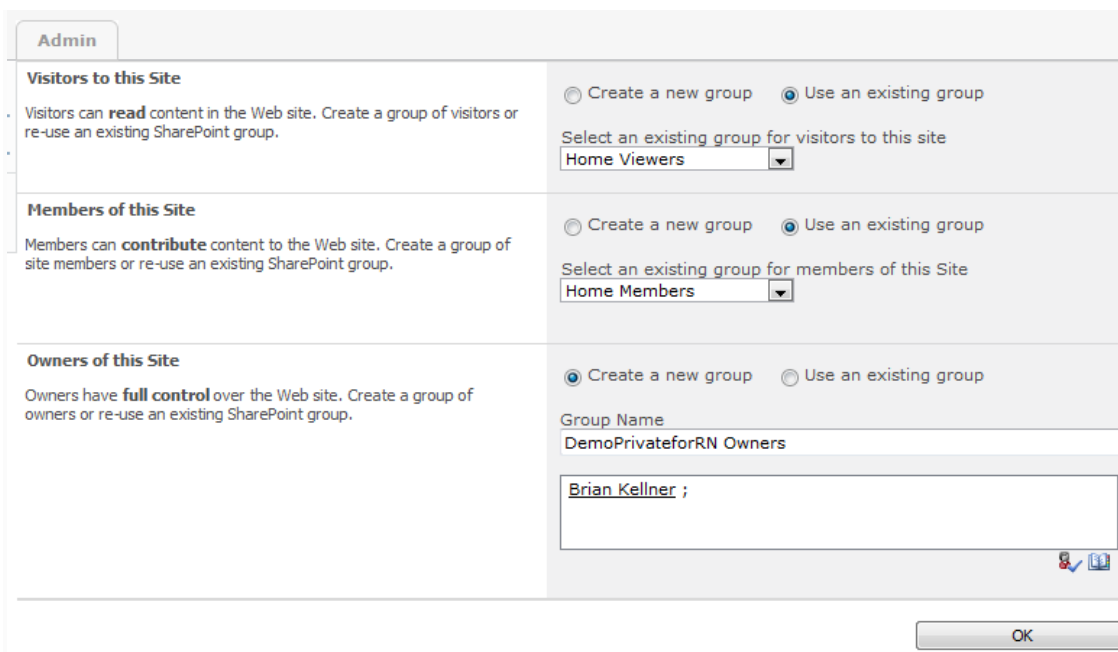 Admin
Visitors to this Site
Visitors can read content in the Web site. Create a group of visitors or
re-use an existing SharePoint group.
Create a new group
Use an existing group
Select an existing group for visitors to this site
Home Viewers
Members of this Site
Members can contribute content to the Web site. Create a group of
site members or re-use an existing SharePoint group.
Create a new group
Use an existing group
Select an existing group for members of this Site
Home Members
Owners of this Site
Owners have full control over the Web site. Create a group of
owners or re-use an existing SharePoint group.
Create a new group
Use an existing group
Group Name
DemoPrivateforRN Owners
Brian Kellner ;
OK